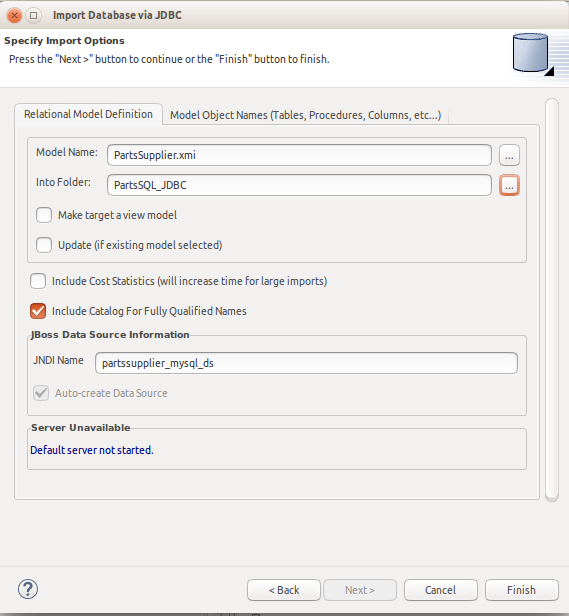 Import Database via JDBC
Specify Import Options
Press the "Next >" button to continue or the "Finish" button to finish.
Relational Model Definition
Model Object Names (Tables, Procedures, Columns, etc...)
Model Name:
PartsSupplier.xmi
...
Into Folder:
PartsSQL_JDBC
...
Make target a view model
Update (if existing model selected)
Include Cost Statistics (will increase time for large imports)
Include Catalog For Fully Qualified Names
JBoss Data Source Information
JNDI Name
partssupplier_mysql_ds
Auto-create Data Source
Server Unavailable
Default server not started.
?
< Back
Next >
Cancel
Finish